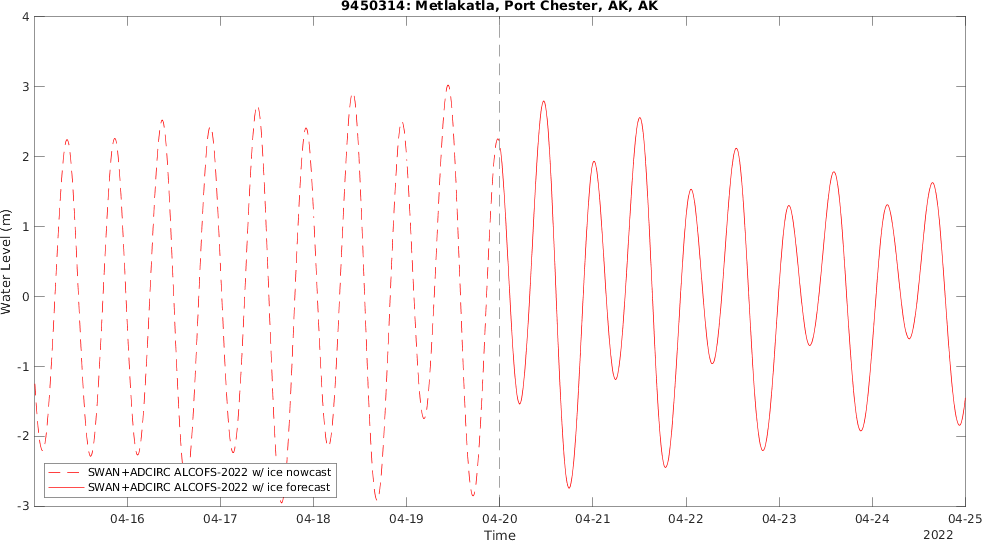 9450314: Metlakatla, Port Chester, AK, AK
4
3
2
1
0
-1
-2
-3
Water Level (m)
SWAN+ADCIRC ALCOFS-2022 w/ ice nowcast
SWAN+ADCIRC ALCOFS-2022 w/ ice forecast
04-16 04-17 04-18 04-19 04-20 04-21 04-22 04-23 04-24 04-25
Time
2022